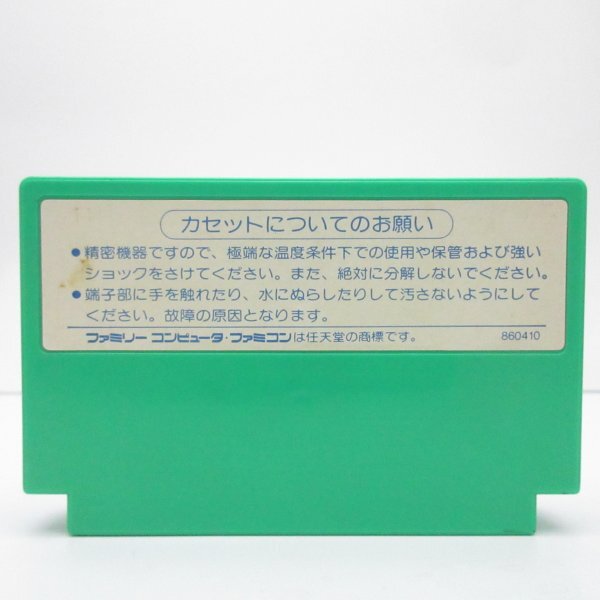 カセットについてのお願い
●精密機器ですので、極端な温度条件下での使用や保管および強い
ショックをさけてください。また、絶対に分解しないでください。
●端子部に手を触れたり、水にぬらしたりして汚さないようにして
ください。故障の原因となります。
ファミリーコンピュータ・ファミコンは任天堂の商標です。 860410